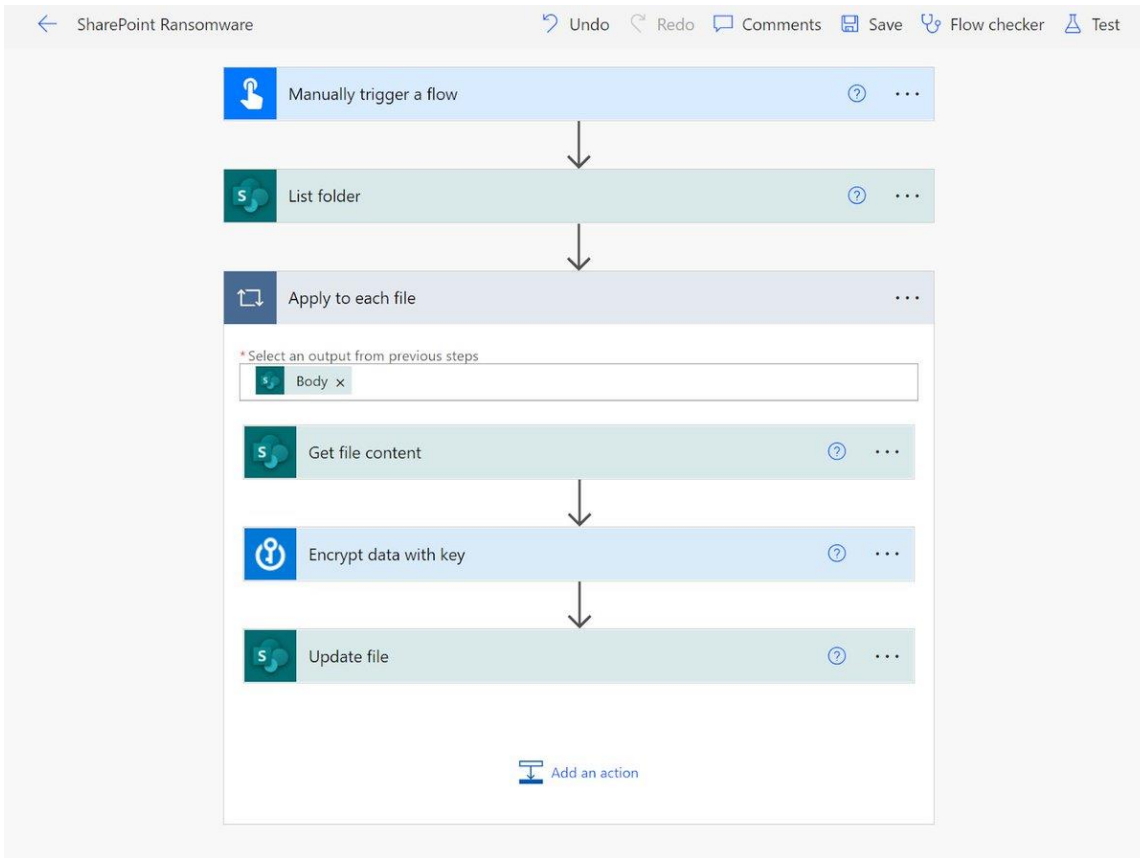 SharePoint Ransomware Undo Redo Comments Save Flow checker Test
Manually trigger a flow
List folder
Apply to each file
* Select an output from previous steps
Body ×
Get file content
Encrypt data with key
Update file
Add an action